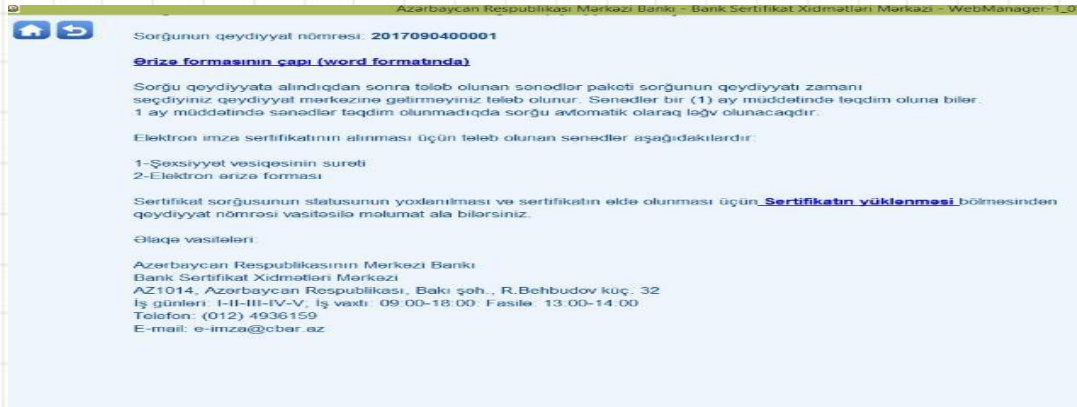 Azərbaycan Respublikası Mərkəzi Bankı - Bank Sertifikat Xidmətləri Mərkəzi - WebManager-1_0
Sorğunun qeydiyyat nömrəsi: 2017090400001
Ərizə formasının çapı (word formatında)
Sorğu qeydiyyata alındıqdan sonra tələb olunan sənədlər paketi sorğunun qeydiyyatı zamanı
seçdiyiniz qeydiyyat mərkəzinə gətirməyiniz tələb olunur. Sənədlər bir (1) ay müddətində təqdim oluna bilər.
1 ay müddətində sənədlər təqdim olunmadıqda sorğu avtomatik olaraq ləğv olunacaqdır.
Elektron imza sertifikatının alınması üçün tələb olunan sənədlər aşağıdakılardır:
1-Şəxsiyyət vəsiqəsinin surəti
2-Elektron ərizə forması
Sertifikat sorğusunun statusunun yoxlanılması və sertifikatın əldə olunması üçün Sertifikatın yüklənməsi bölməsindən
qeydiyyat nömrəsi vasitəsilə məlumat ala bilərsiniz.
Əlaqə vasitələri:
Azərbaycan Respublikasının Mərkəzi Bankı
Bank Sertifikat Xidmətləri Mərkəzi
AZ1014, Azərbaycan Respublikası, Bakı şəh., R.Behbudov küç. 32
İş günləri: I-II-III-IV-V; İş vaxtı: 09:00-18:00; Fasilə: 13:00-14:00
Telefon: (012) 4936159
E-mail: e-imza@cbar.az